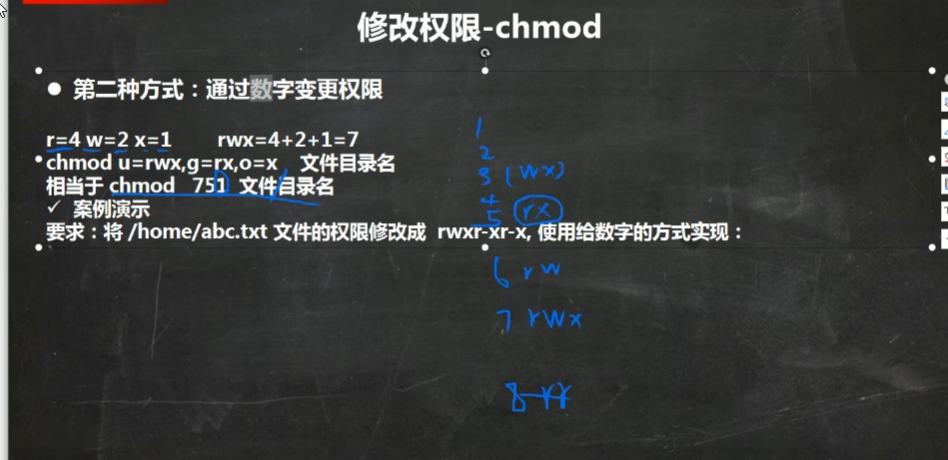 修改权限-chmod
● 第二种方式：通过数字变更权限
r=4 w=2 x=1 rwx=4+2+1=7
chmod u=rwx,g=rx,o=x 文件目录名
相当于 chmod 751 文件目录名
✓ 案例演示
要求：将 /home/abc.txt 文件的权限修改成 rwxr-xr-x, 使用给数字的方式实现：
1
2
3 (wx)
4
5 rx
6 rw
7 rwx
8